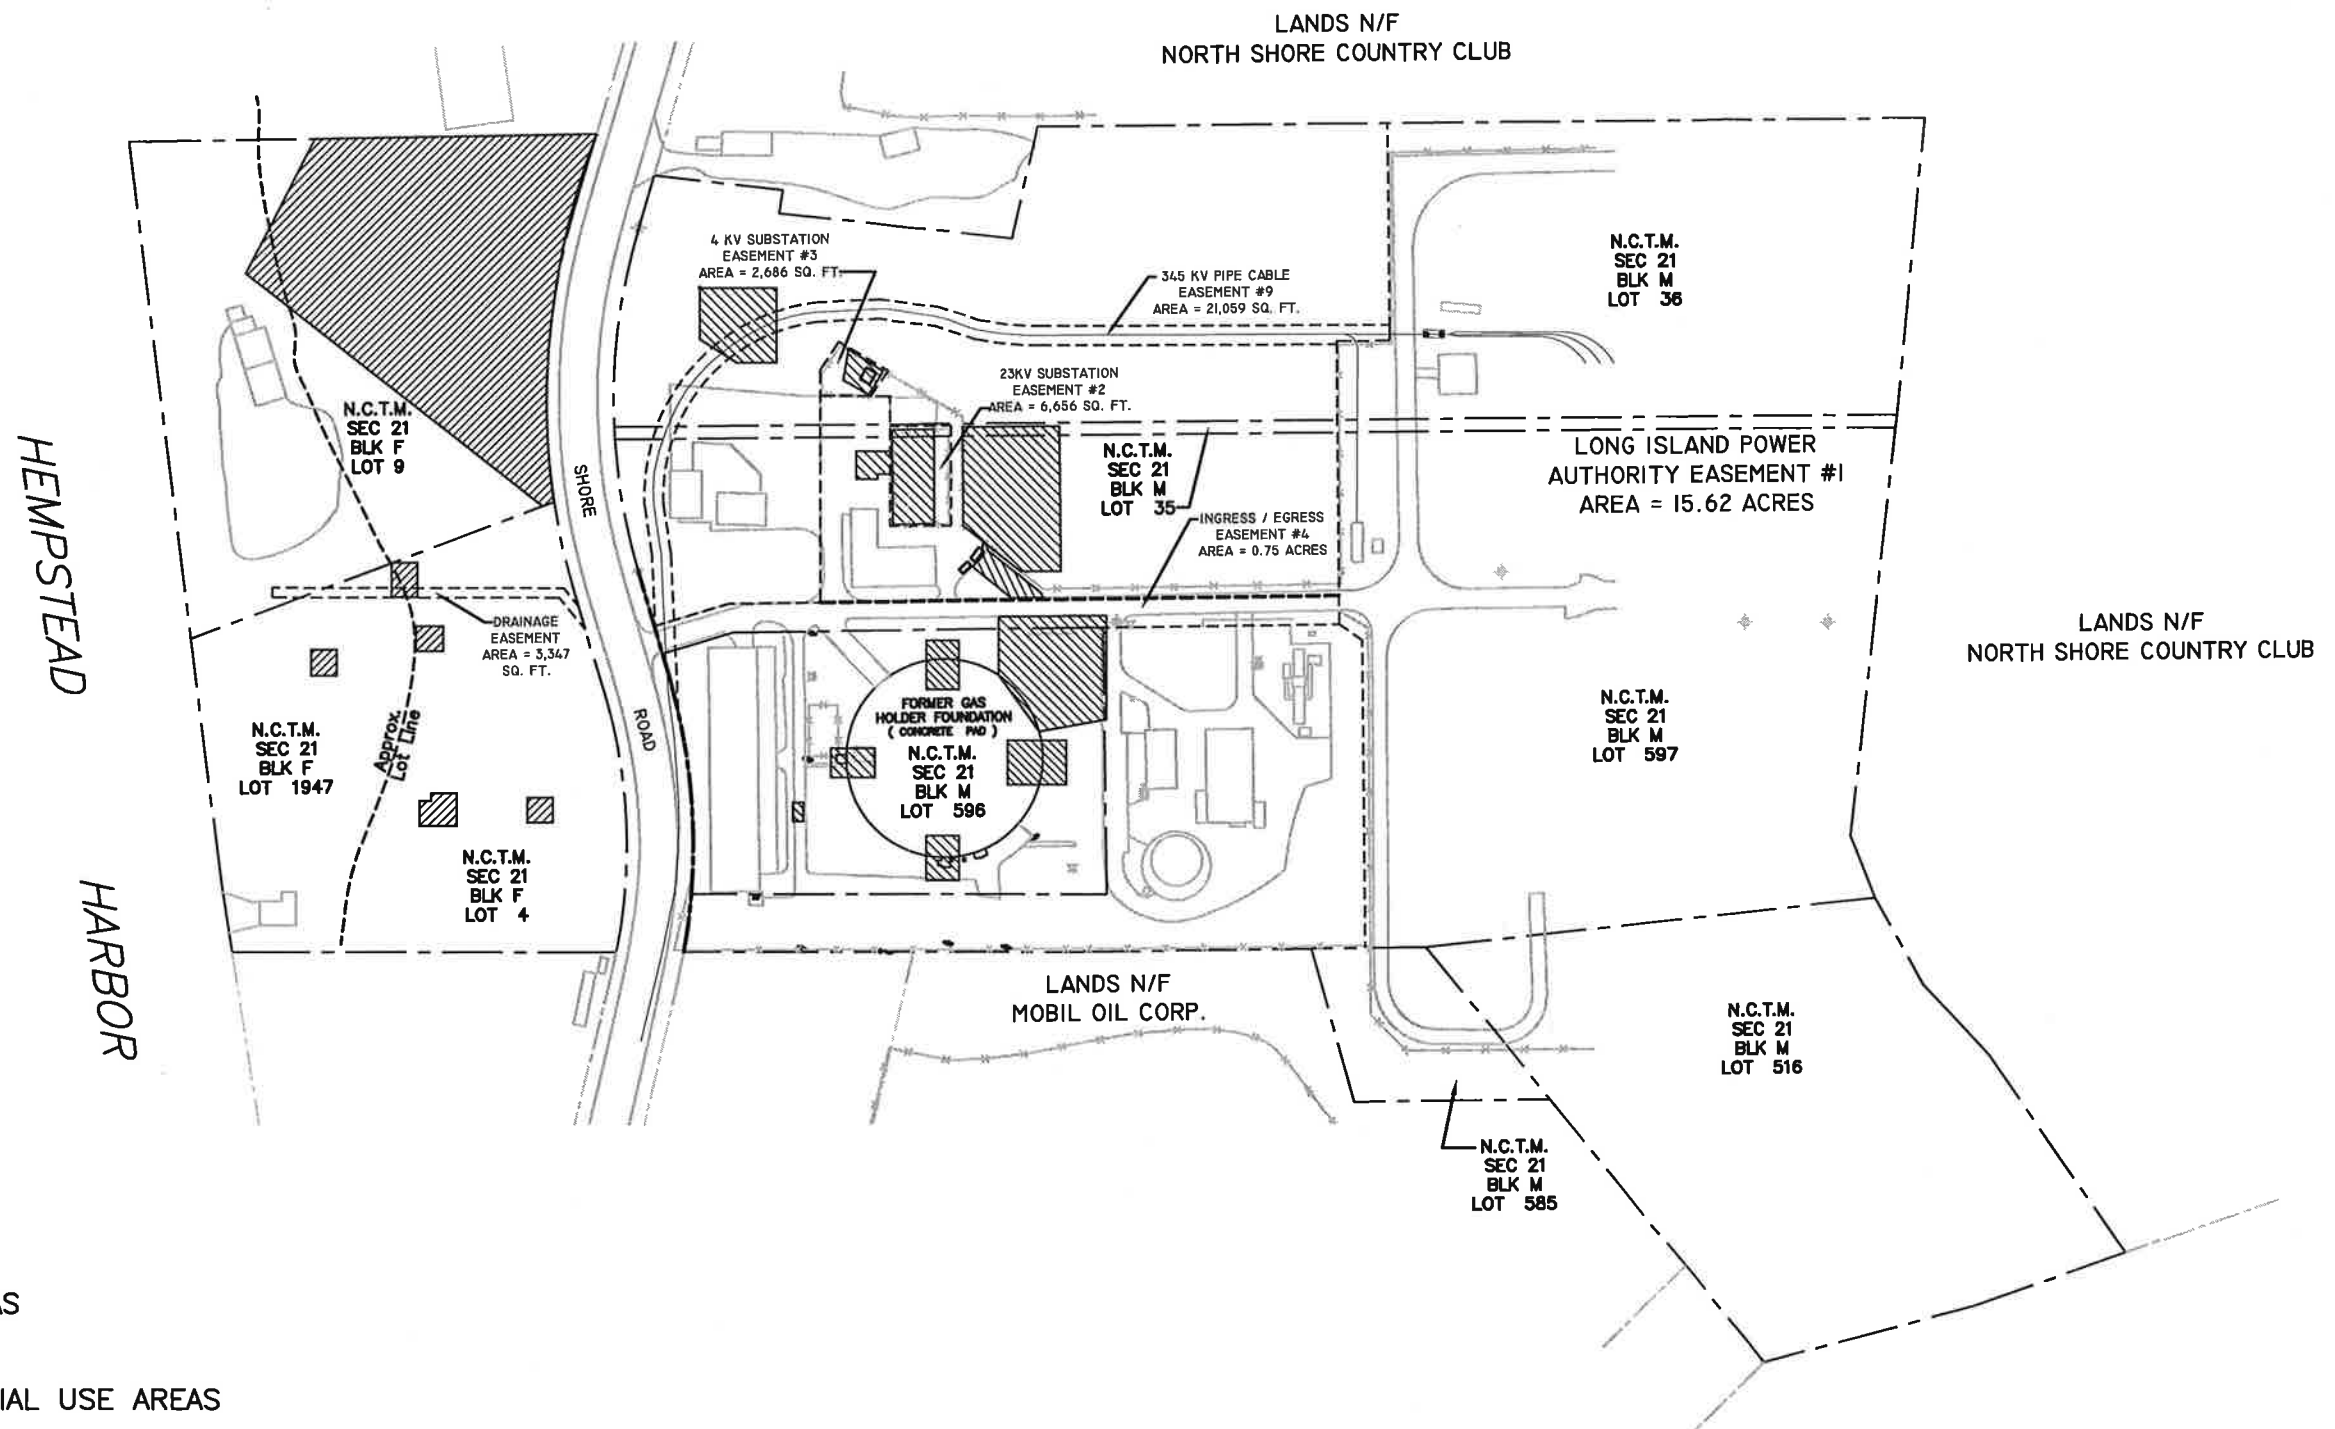 LANDS N/F
NORTH SHORE COUNTRY CLUB
4 KV SUBSTATION
EASEMENT #3
AREA = 2,686 SQ. FT.
345 KV PIPE CABLE
EASEMENT #9
AREA = 21,059 SQ. FT.
N.C.T.M.
SEC 21
BLK M
LOT 36
23KV SUBSTATION
EASEMENT #2
AREA = 6,656 SQ. FT.
N.C.T.M.
SEC 21
BLK F
LOT 9
N.C.T.M.
SEC 21
BLK M
LOT 35
LONG ISLAND POWER
AUTHORITY EASEMENT #1
AREA = 15.62 ACRES
HEMPSTEAD
HARBOR
SHORE
ROAD
INGRESS / EGRESS
EASEMENT #4
AREA = 0.75 ACRES
DRAINAGE
EASEMENT
AREA = 3,347
SQ. FT.
LANDS N/F
NORTH SHORE COUNTRY CLUB
N.C.T.M.
SEC 21
BLK F
LOT 1947
Approx.
Lot Line
FORMER GAS
HOLDER FOUNDATION
( CONCRETE PAD )
N.C.T.M.
SEC 21
BLK M
LOT 596
N.C.T.M.
SEC 21
BLK M
LOT 597
N.C.T.M.
SEC 21
BLK F
LOT 4
LANDS N/F
MOBIL OIL CORP.
N.C.T.M.
SEC 21
BLK M
LOT 516
N.C.T.M.
SEC 21
BLK M
LOT 585
AS
IAL USE AREAS